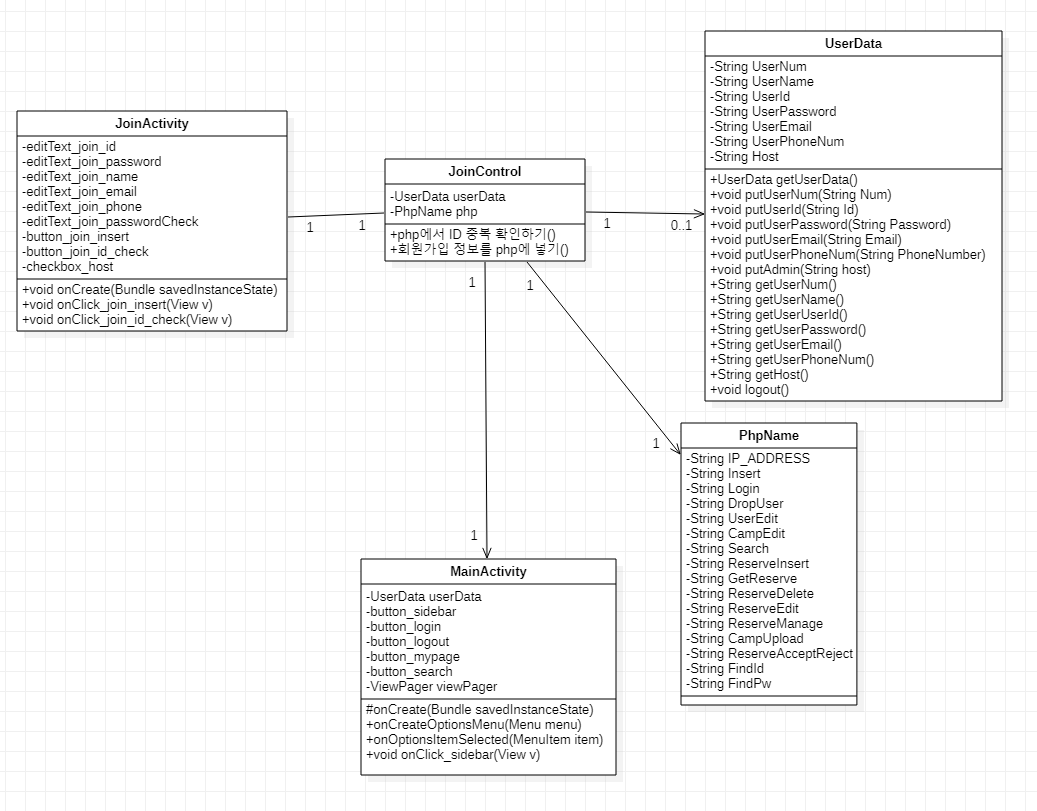 JoinActivity
-editText_join_id
-editText_join_password
-editText_join_name
-editText_join_email
-editText_join_phone
-editText_join_passwordCheck
-button_join_insert
-button_join_id_check
-checkbox_host
+void onCreate(Bundle savedInstanceState)
+void onClick_join_insert(View v)
+void onClick_join_id_check(View v)
1
1
JoinControl
-UserData userData
-PhpName php
+php에서 ID 중복 확인하기()
+회원가입 정보를 php에 넣기()
1
0..1
UserData
-String UserNum
-String UserName
-String UserId
-String UserPassword
-String UserEmail
-String UserPhoneNum
-String Host
+UserData getUserData()
+void putUserNum(String Num)
+void putUserId(String Id)
+void putUserPassword(String Password)
+void putUserEmail(String Email)
+void putUserPhoneNum(String PhoneNumber)
+void putAdmin(String host)
+String getUserNum()
+String getUserName()
+String getUserUserId()
+String getUserPassword()
+String getUserEmail()
+String getUserPhoneNum()
+String getHost()
+void logout()
1
1
1
1
MainActivity
-UserData userData
-button_sidebar
-button_login
-button_logout
-button_mypage
-button_search
-ViewPager viewPager
#onCreate(Bundle savedInstanceState)
+onCreateOptionsMenu(Menu menu)
+onOptionsItemSelected(MenuItem item)
+void onClick_sidebar(View v)
PhpName
-String IP_ADDRESS
-String Insert
-String Login
-String DropUser
-String UserEdit
-String CampEdit
-String Search
-String ReserveInsert
-String GetReserve
-String ReserveDelete
-String ReserveEdit
-String ReserveManage
-String CampUpload
-String ReserveAcceptReject
-String FindId
-String FindPw